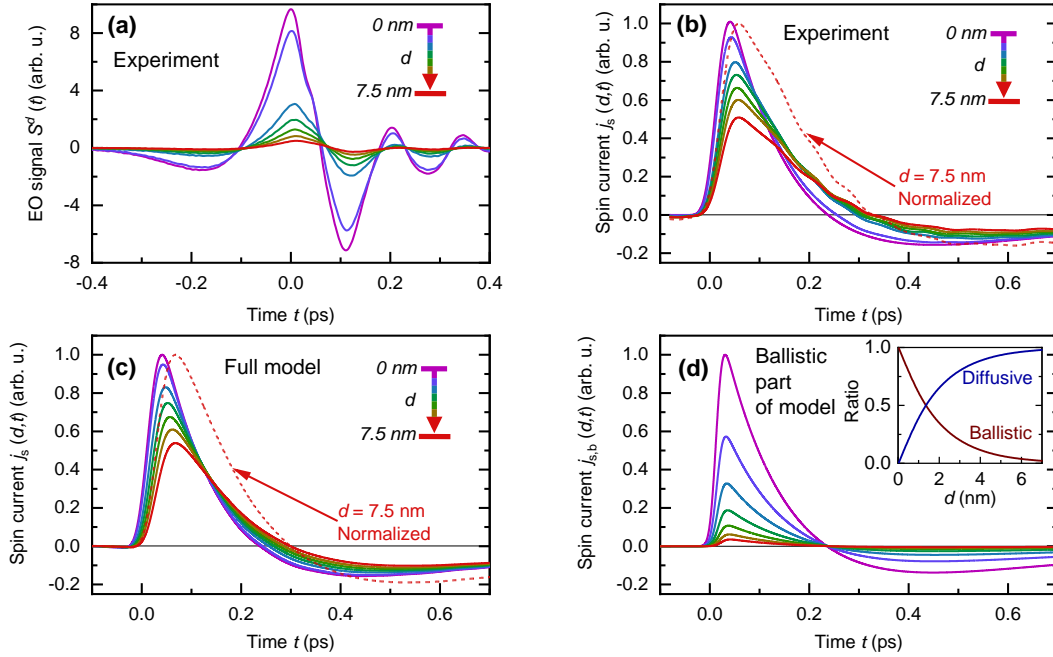 (a)
Experiment
0 nm
d
7.5 nm
EO signal S^d (t) (arb. u.)
8
4
0
-4
-8
-0.4
-0.2
0.0
0.2
0.4
Time t (ps)
(b)
Experiment
0 nm
d
7.5 nm
d = 7.5 nm
Normalized
Spin current j_s (d,t) (arb. u.)
1.0
0.8
0.6
0.4
0.2
0.0
-0.2
0.0
0.2
0.4
0.6
Time t (ps)
(c)
Full model
0 nm
d
7.5 nm
d = 7.5 nm
Normalized
Spin current j_s (d,t) (arb. u.)
1.0
0.8
0.6
0.4
0.2
0.0
-0.2
0.0
0.2
0.4
0.6
Time t (ps)
(d)
Ballistic
part
of model
Spin current j_s,b (d,t) (arb. u.)
1.0
0.8
0.6
0.4
0.2
0.0
-0.2
0.0
0.2
0.4
0.6
Time t (ps)
Ratio
1.0
0.5
0.0
Diffusive
Ballistic
0
2
4
6
d (nm)